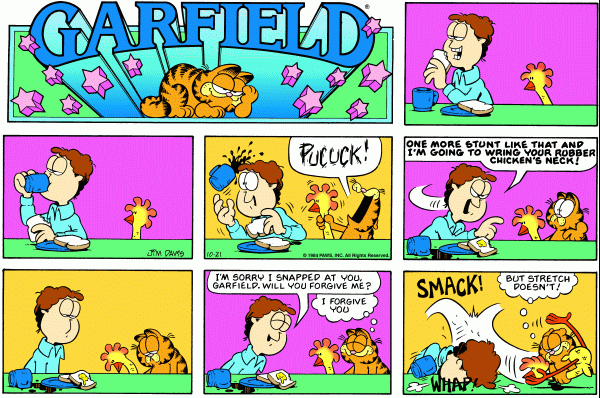 GARFIELD®
JIM DAVIS
PUCUCK!
10-21
© 1984 PAWS, INC. All Rights Reserved.
ONE MORE STUNT LIKE THAT AND
I'M GOING TO WRING YOUR RUBBER
CHICKEN'S NECK!
I'M SORRY I SNAPPED AT YOU,
GARFIELD. WILL YOU FORGIVE ME?
I FORGIVE
YOU
SMACK!
BUT STRETCH
DOESN'T!
WHAP!